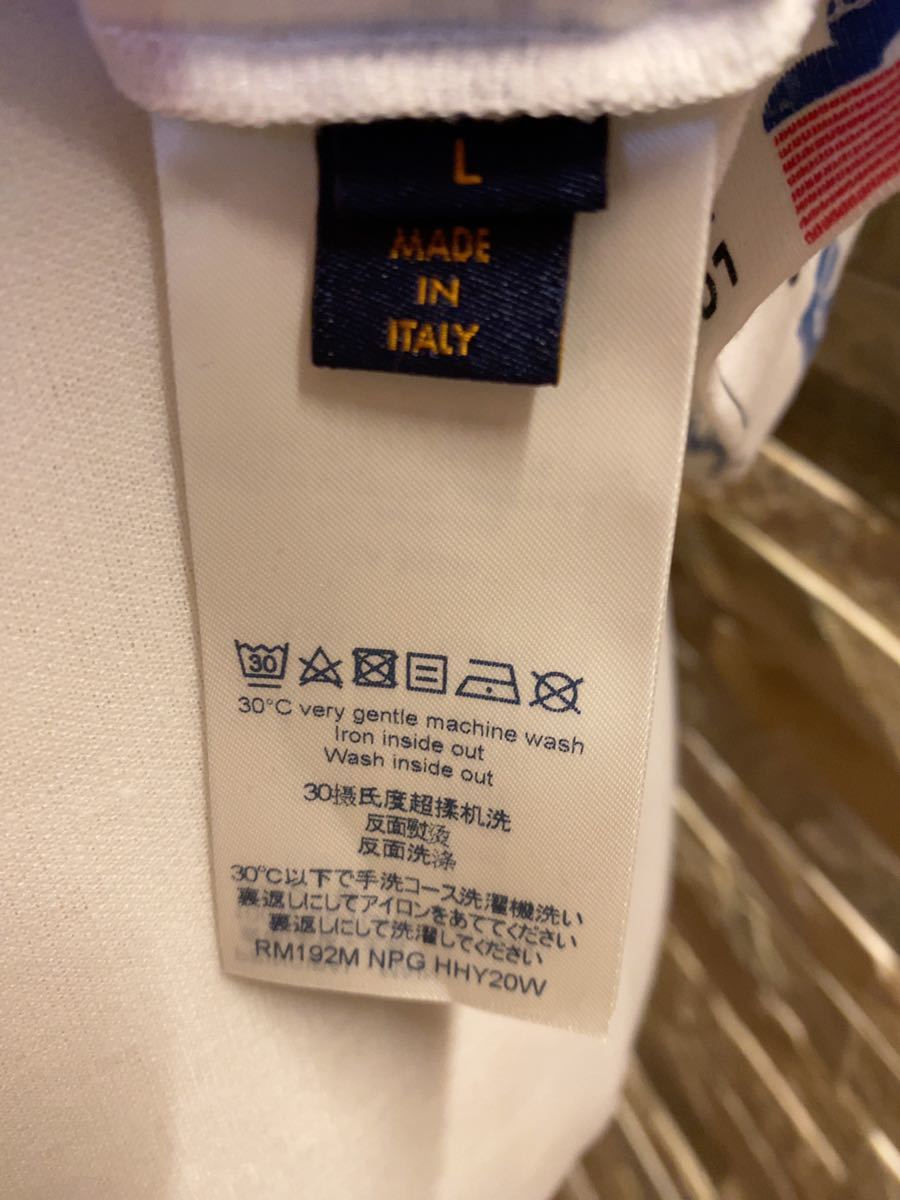 L
MADE
IN
ITALY
30
30°C very gentle machine wash
Iron inside out
Wash inside out
30摄氏度超揉机洗
反面熨烫
反面洗涤
30℃以下で手洗コース洗濯機洗い
裏返しにしてアイロンをあててください
裏返しにして洗濯してください
RM192M NPG HHY20W